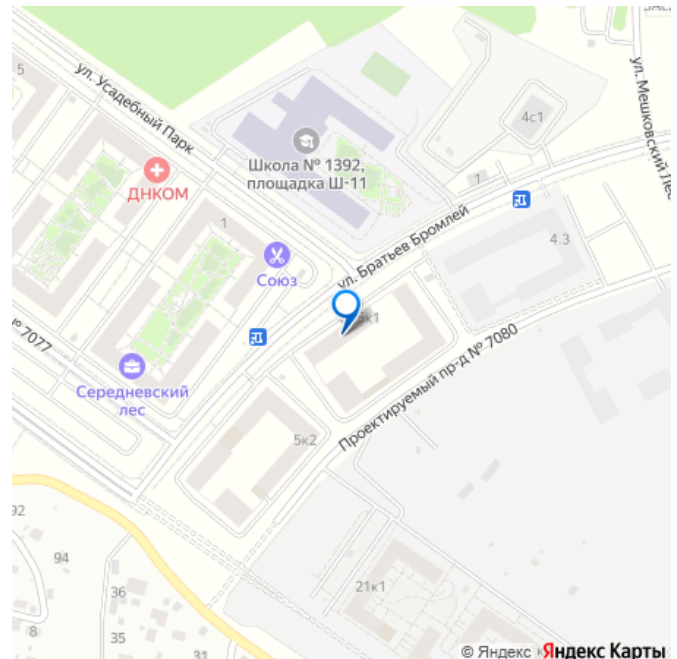 5
ул. Усадебный Парк
ул. Мешковский Лес
4с1
Школа № 1392,
площадка Ш-11
ДНКОМ
1
1
4.3
Союз
ул. Братьев Бромлей
№ 7077
Середневский
лес
5к2
Проектируемый пр-д № 7080
92
94
36
8
35
31
21к1
© Яндекс
Яндекс Карты